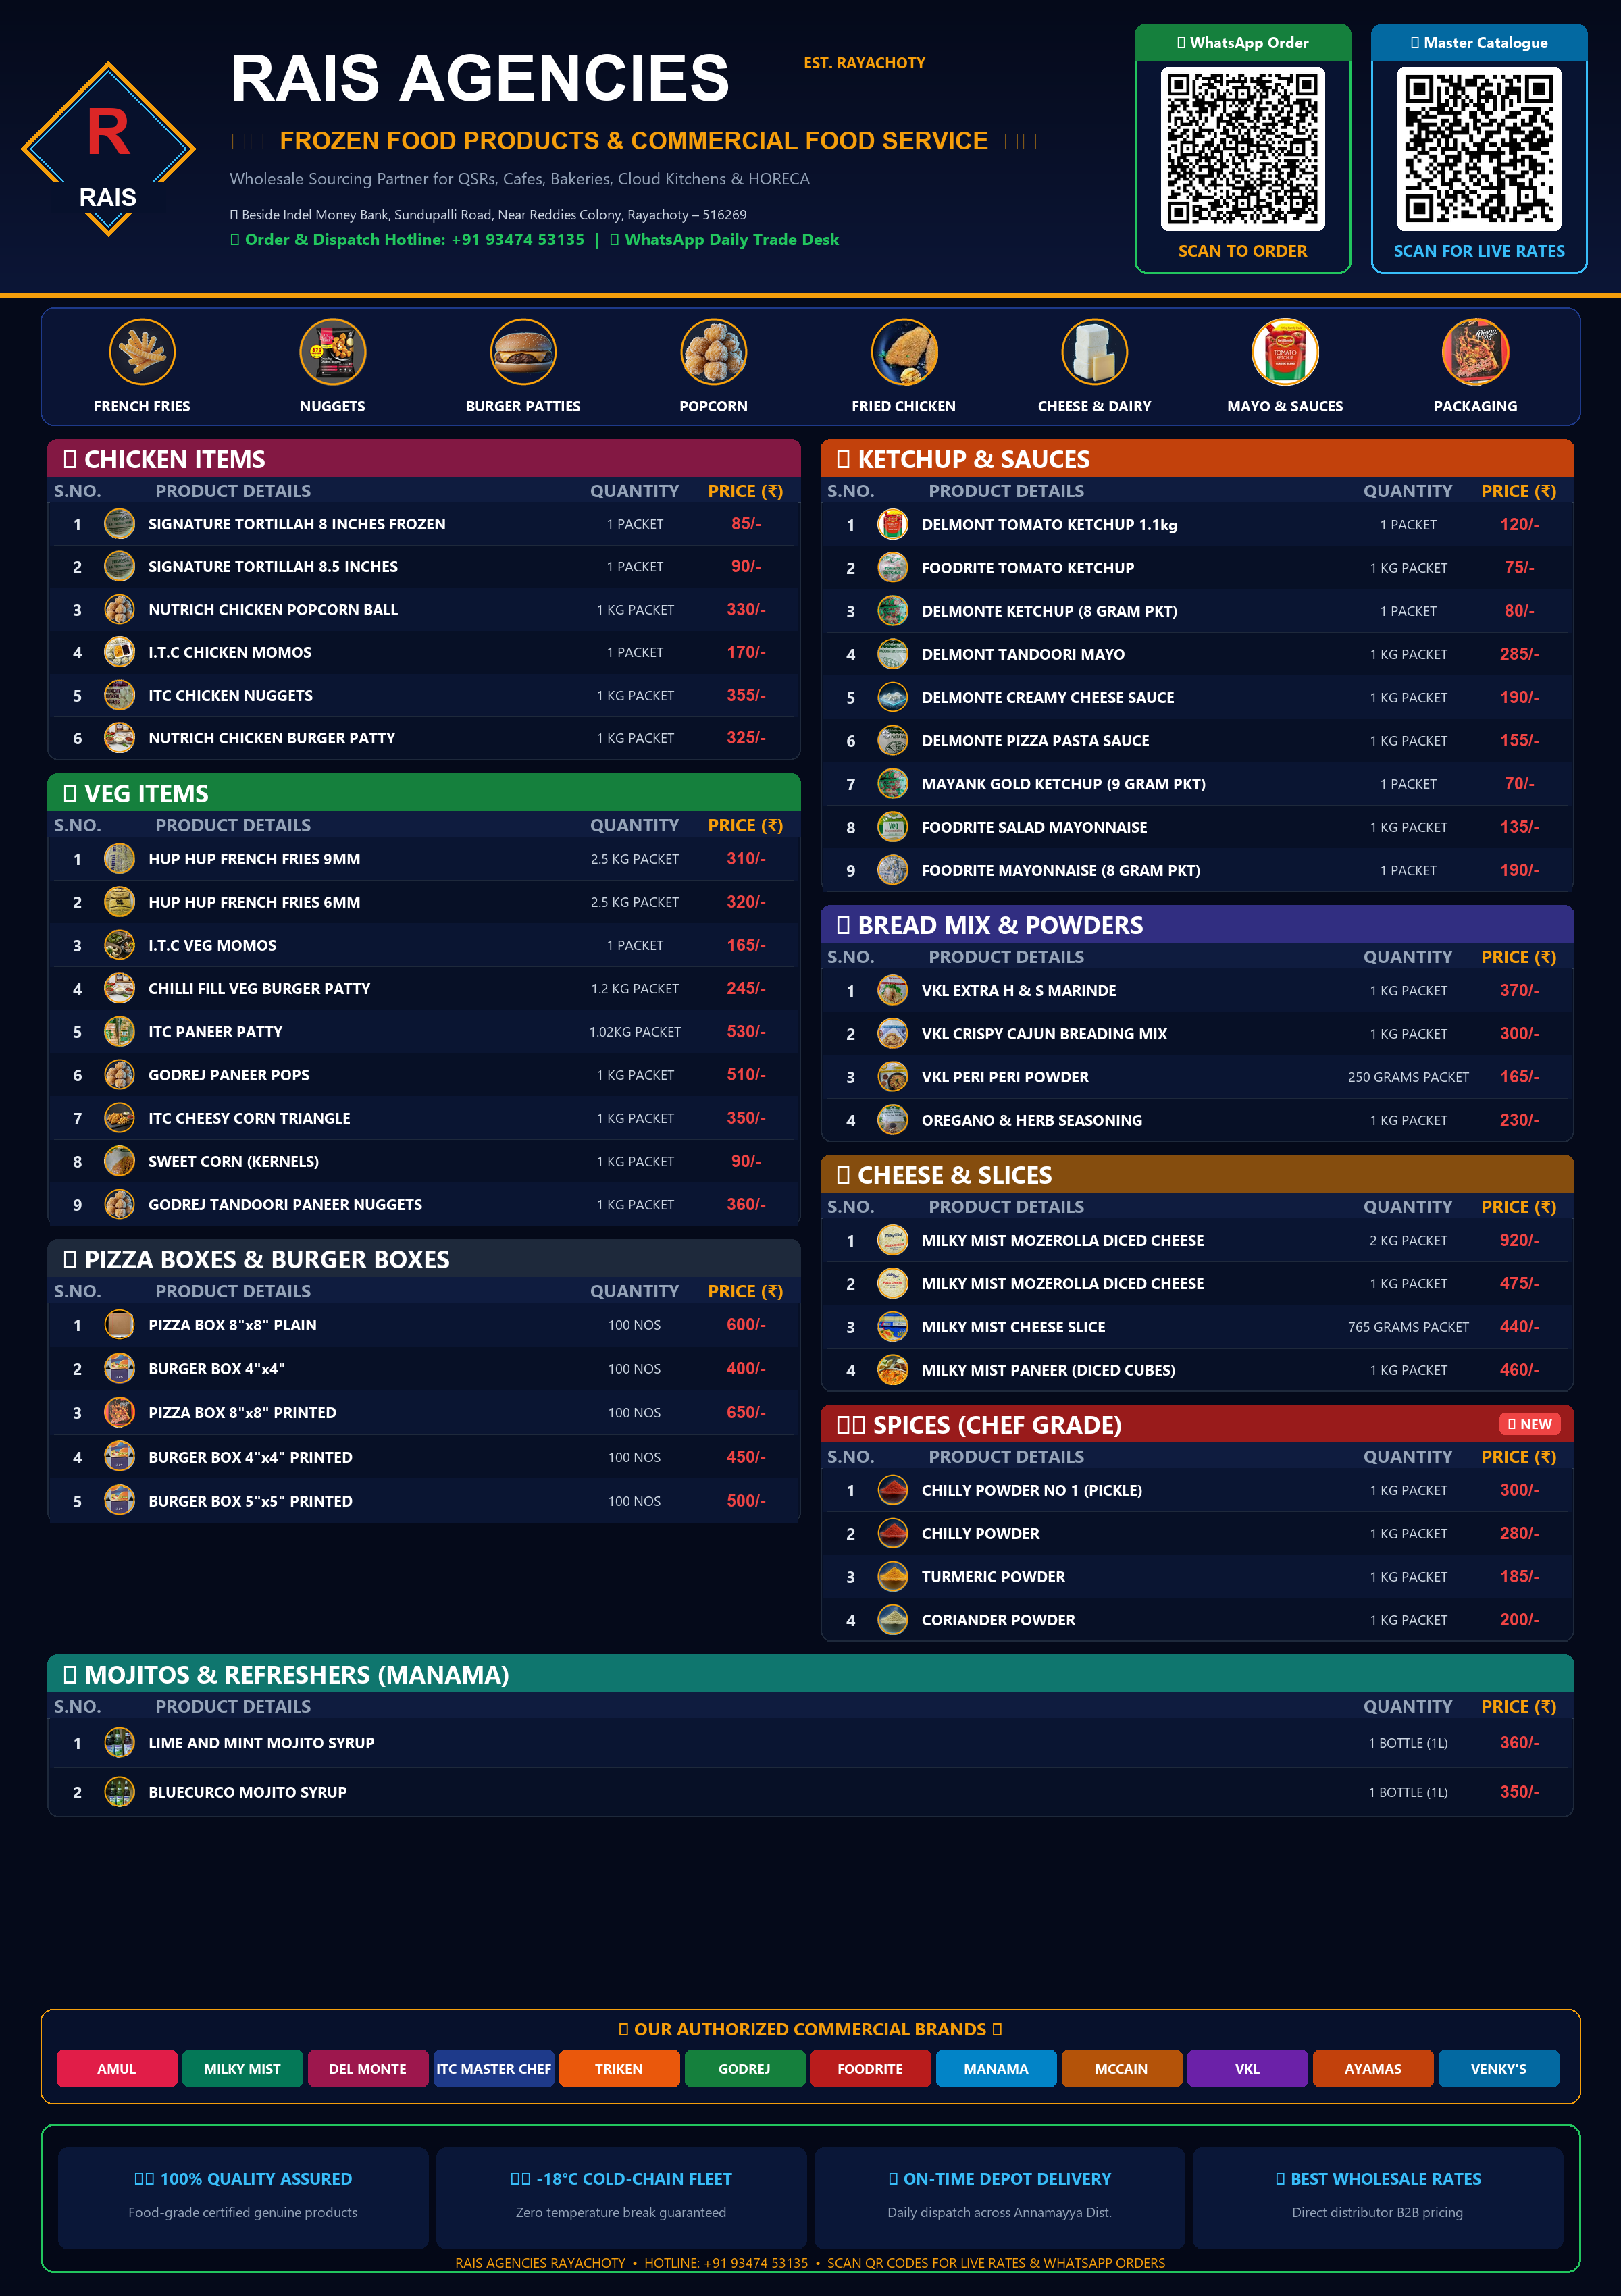 RAIS AGENCIES
EST. RAYACHOTY
R
RAIS
FROZEN FOOD PRODUCTS & COMMERCIAL FOOD SERVICE
Wholesale Sourcing Partner for QSRs, Cafes, Bakeries, Cloud Kitchens & HORECA
Beside Indel Money Bank, Sundupalli Road, Near Reddies Colony, Rayachoty – 516269
Order & Dispatch Hotline: +91 93474 53135 | WhatsApp Daily Trade Desk
WhatsApp Order
SCAN TO ORDER
Master Catalogue
SCAN FOR LIVE RATES
FRENCH FRIES
NUGGETS
BURGER PATTIES
POPCORN
FRIED CHICKEN
CHEESE & DAIRY
MAYO & SAUCES
PACKAGING
CHICKEN ITEMS
S.NO. PRODUCT DETAILS QUANTITY PRICE (₹)
1 SIGNATURE TORTILLAH 8 INCHES FROZEN 1 PACKET 85/-
2 SIGNATURE TORTILLAH 8.5 INCHES 1 PACKET 90/-
3 NUTRICH CHICKEN POPCORN BALL 1 KG PACKET 330/-
4 I.T.C CHICKEN MOMOS 1 PACKET 170/-
5 ITC CHICKEN NUGGETS 1 KG PACKET 355/-
6 NUTRICH CHICKEN BURGER PATTY 1 KG PACKET 325/-
VEG ITEMS
S.NO. PRODUCT DETAILS QUANTITY PRICE (₹)
1 HUP HUP FRENCH FRIES 9MM 2.5 KG PACKET 310/-
2 HUP HUP FRENCH FRIES 6MM 2.5 KG PACKET 320/-
3 I.T.C VEG MOMOS 1 PACKET 165/-
4 CHILLI FILL VEG BURGER PATTY 1.2 KG PACKET 245/-
5 ITC PANEER PATTY 1.02KG PACKET 530/-
6 GODREJ PANEER POPS 1 KG PACKET 510/-
7 ITC CHEESY CORN TRIANGLE 1 KG PACKET 350/-
8 SWEET CORN (KERNELS) 1 KG PACKET 90/-
9 GODREJ TANDOORI PANEER NUGGETS 1 KG PACKET 360/-
PIZZA BOXES & BURGER BOXES
S.NO. PRODUCT DETAILS QUANTITY PRICE (₹)
1 PIZZA BOX 8"x8" PLAIN 100 NOS 600/-
2 BURGER BOX 4"x4" 100 NOS 400/-
3 PIZZA BOX 8"x8" PRINTED 100 NOS 650/-
4 BURGER BOX 4"x4" PRINTED 100 NOS 450/-
5 BURGER BOX 5"x5" PRINTED 100 NOS 500/-
KETCHUP & SAUCES
S.NO. PRODUCT DETAILS QUANTITY PRICE (₹)
1 DELMONT TOMATO KETCHUP 1.1kg 1 PACKET 120/-
2 FOODRITE TOMATO KETCHUP 1 KG PACKET 75/-
3 DELMONTE KETCHUP (8 GRAM PKT) 1 PACKET 80/-
4 DELMONT TANDOORI MAYO 1 KG PACKET 285/-
5 DELMONTE CREAMY CHEESE SAUCE 1 KG PACKET 190/-
6 DELMONTE PIZZA PASTA SAUCE 1 KG PACKET 155/-
7 MAYANK GOLD KETCHUP (9 GRAM PKT) 1 PACKET 70/-
8 FOODRITE SALAD MAYONNAISE 1 KG PACKET 135/-
9 FOODRITE MAYONNAISE (8 GRAM PKT) 1 PACKET 190/-
BREAD MIX & POWDERS
S.NO. PRODUCT DETAILS QUANTITY PRICE (₹)
1 VKL EXTRA H & S MARINDE 1 KG PACKET 370/-
2 VKL CRISPY CAJUN BREADING MIX 1 KG PACKET 300/-
3 VKL PERI PERI POWDER 250 GRAMS PACKET 165/-
4 OREGANO & HERB SEASONING 1 KG PACKET 230/-
CHEESE & SLICES
S.NO. PRODUCT DETAILS QUANTITY PRICE (₹)
1 MILKY MIST MOZEROLLA DICED CHEESE 2 KG PACKET 920/-
2 MILKY MIST MOZEROLLA DICED CHEESE 1 KG PACKET 475/-
3 MILKY MIST CHEESE SLICE 765 GRAMS PACKET 440/-
4 MILKY MIST PANEER (DICED CUBES) 1 KG PACKET 460/-
SPICES (CHEF GRADE) NEW
S.NO. PRODUCT DETAILS QUANTITY PRICE (₹)
1 CHILLY POWDER NO 1 (PICKLE) 1 KG PACKET 300/-
2 CHILLY POWDER 1 KG PACKET 280/-
3 TURMERIC POWDER 1 KG PACKET 185/-
4 CORIANDER POWDER 1 KG PACKET 200/-
MOJITOS & REFRESHERS (MANAMA)
S.NO. PRODUCT DETAILS QUANTITY PRICE (₹)
1 LIME AND MINT MOJITO SYRUP 1 BOTTLE (1L) 360/-
2 BLUECURCO MOJITO SYRUP 1 BOTTLE (1L) 350/-
OUR AUTHORIZED COMMERCIAL BRANDS
AMUL
MILKY MIST
DEL MONTE
ITC MASTER CHEF
TRIKEN
GODREJ
FOODRITE
MANAMA
MCCAIN
VKL
AYAMAS
VENKY'S
100% QUALITY ASSURED
Food-grade certified genuine products
-18°C COLD-CHAIN FLEET
Zero temperature break guaranteed
ON-TIME DEPOT DELIVERY
Daily dispatch across Annamayya Dist.
BEST WHOLESALE RATES
Direct distributor B2B pricing
RAIS AGENCIES RAYACHOTY • HOTLINE: +91 93474 53135 • SCAN QR CODES FOR LIVE RATES & WHATSAPP ORDERS